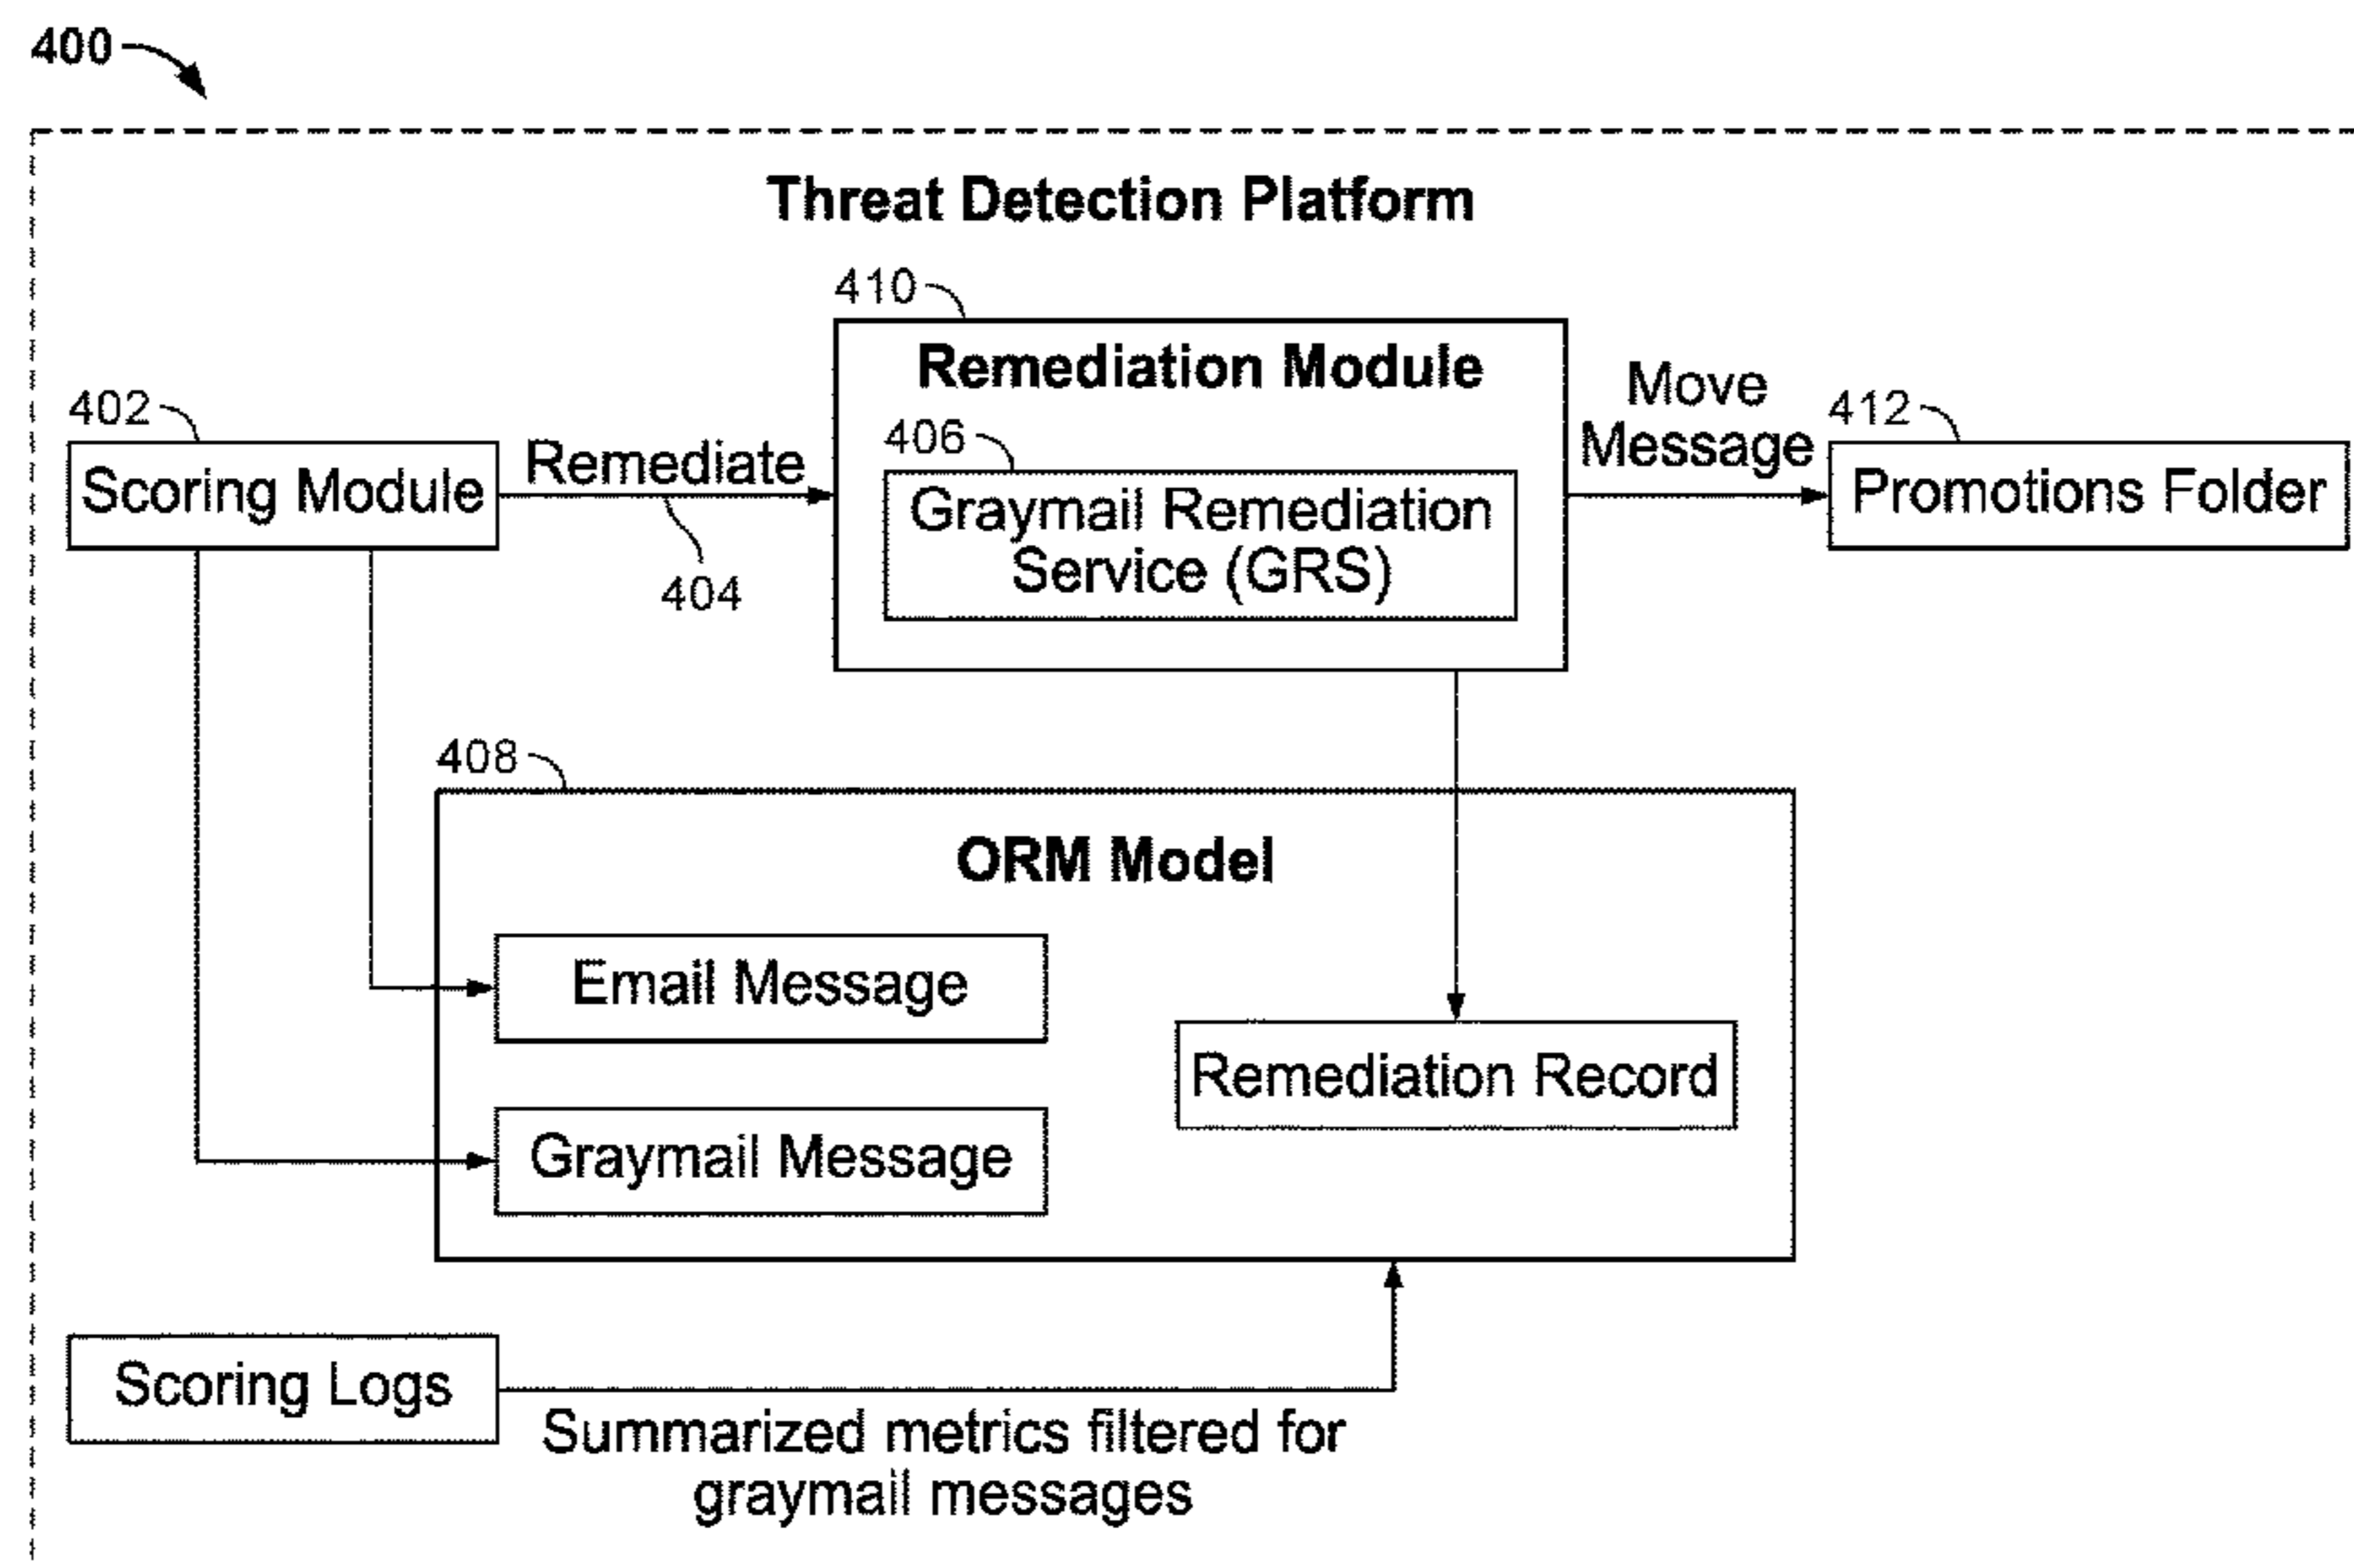 400
Threat Detection Platform
410
Remediation Module
402
Scoring Module
Remediate
404
406
Graymail Remediation
Service (GRS)
Move
Message
412
Promotions Folder
408
ORM Model
Email Message
Graymail Message
Remediation Record
Scoring Logs
Summarized metrics filtered for
graymail messages